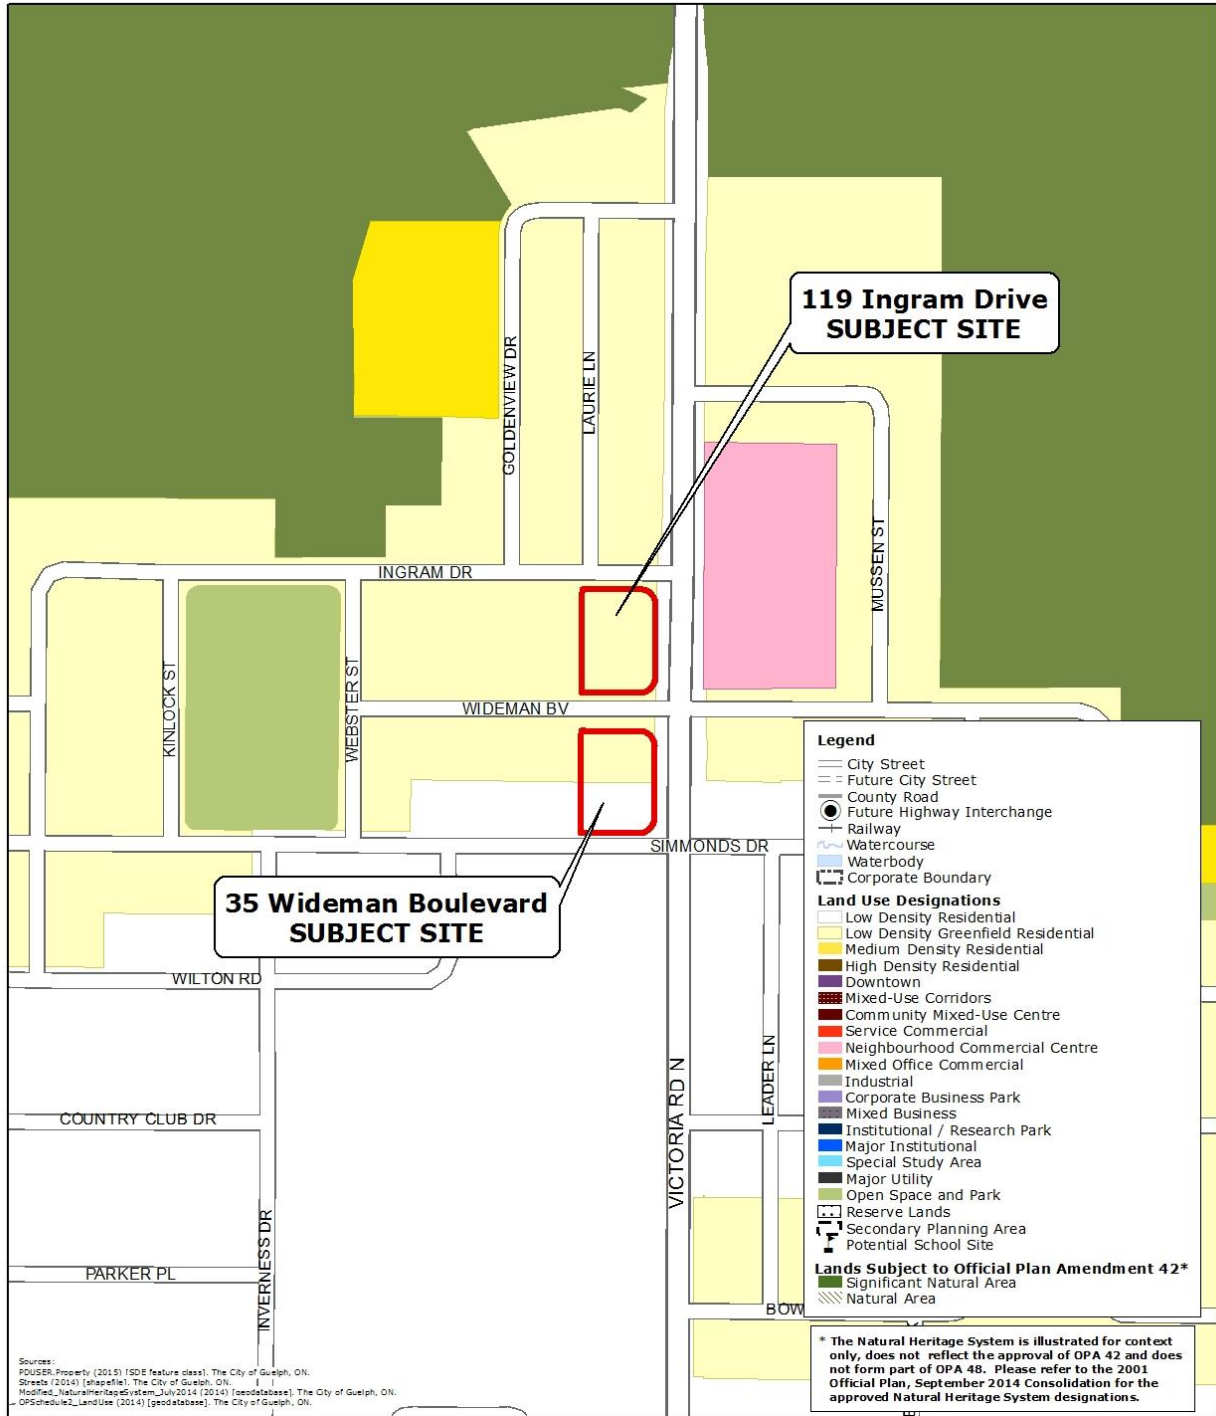 119 Ingram Drive
SUBJECT SITE
GOLDENVIEW DR
LAURIE LN
MUSSEN ST
INGRAM DR
KINLOCK ST
WEBSTER ST
WIDEMAN BV
SIMMONDS DR
35 Wideman Boulevard
SUBJECT SITE
WILTON RD
VICTORIA RD N
LEADER LN
COUNTRY CLUB DR
INVERNESS DR
PARKER PL
BOW
Legend
City Street
Future City Street
County Road
Future Highway Interchange
Railway
Watercourse
Waterbody
Corporate Boundary
Land Use Designations
Low Density Residential
Low Density Greenfield Residential
Medium Density Residential
High Density Residential
Downtown
Mixed-Use Corridors
Community Mixed-Use Centre
Service Commercial
Neighbourhood Commercial Centre
Mixed Office Commercial
Industrial
Corporate Business Park
Mixed Business
Institutional / Research Park
Major Institutional
Special Study Area
Major Utility
Open Space and Park
Reserve Lands
Secondary Planning Area
Potential School Site
Lands Subject to Official Plan Amendment 42*
Significant Natural Area
Natural Area
* The Natural Heritage System is illustrated for context
only, does not reflect the approval of OPA 42 and does
not form part of OPA 48. Please refer to the 2001
Official Plan, September 2014 Consolidation for the
approved Natural Heritage System designations.
Sources:
PDUSER.Property (2015) [SDE feature class]. The City of Guelph, ON.
Streets (2014) [shapefile]. The City of Guelph, ON.
Modified_NaturalHeritageSystem_July2014 (2014) [geodatabase]. The City of Guelph, ON.
OPSchedule2_LandUse (2014) [geodatabase]. The City of Guelph, ON.